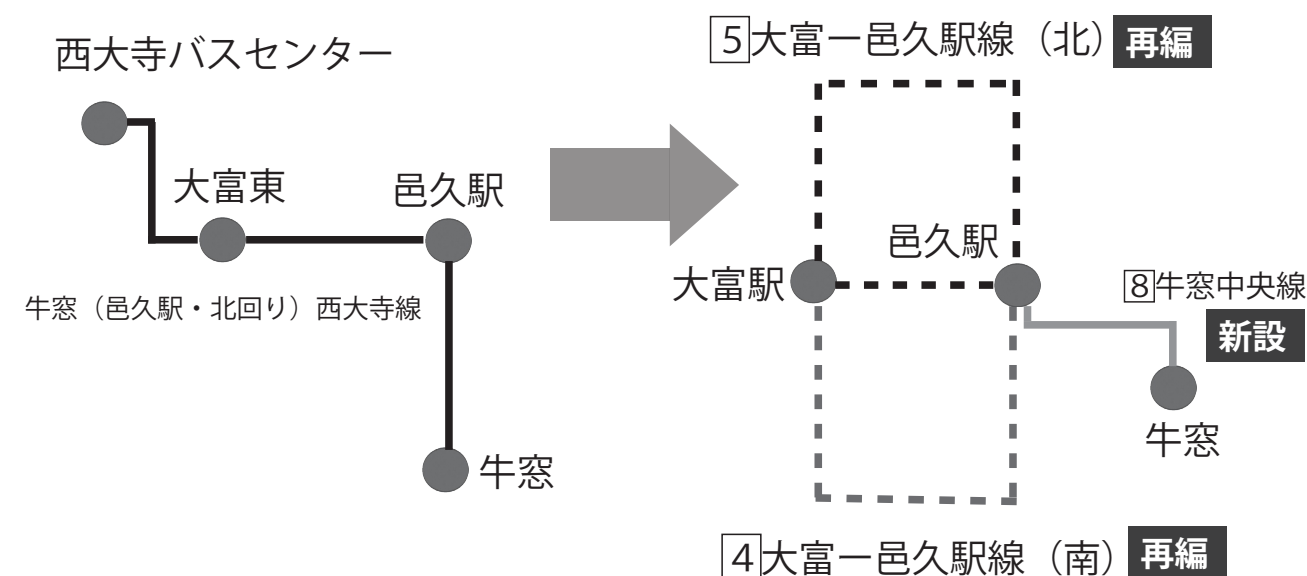 西大寺バスセンター
大富東
邑久駅
牛窓（邑久駅・北回り）西大寺線
牛窓
5大富ー邑久駅線（北）再編
邑久駅
大富駅
8牛窓中央線
新設
牛窓
4大富ー邑久駅線（南）再編